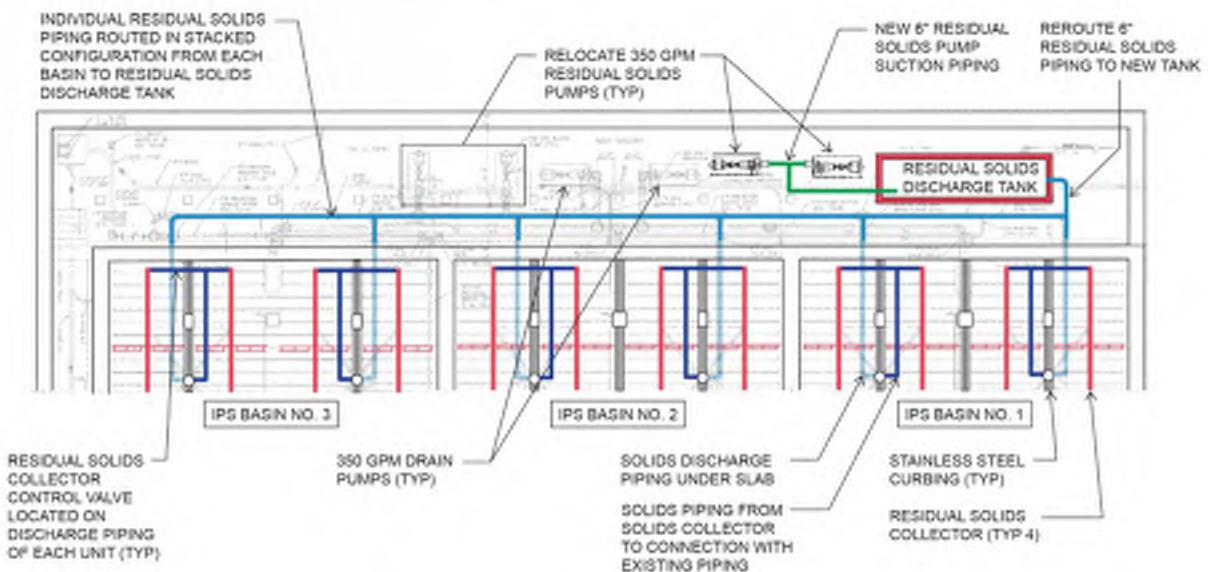 INDIVIDUAL RESIDUAL SOLIDS
PIPING ROUTED IN STACKED
CONFIGURATION FROM EACH
BASIN TO RESIDUAL SOLIDS
DISCHARGE TANK
RELOCATE 350 GPM
RESIDUAL SOLIDS
PUMPS (TYP)
NEW 6" RESIDUAL
SOLIDS PUMP
SUCTION PIPING
REROUTE 6"
RESIDUAL SOLIDS
PIPING TO NEW TANK
RESIDUAL SOLIDS
DISCHARGE TANK
IPS BASIN NO. 3
IPS BASIN NO. 2
IPS BASIN NO. 1
RESIDUAL SOLIDS
COLLECTOR
CONTROL VALVE
LOCATED ON
DISCHARGE PIPING
OF EACH UNIT (TYP)
350 GPM DRAIN
PUMPS (TYP)
SOLIDS DISCHARGE
PIPING UNDER SLAB
SOLIDS PIPING FROM
SOLIDS COLLECTOR
TO CONNECTION WITH
EXISTING PIPING
STAINLESS STEEL
CURBING (TYP)
RESIDUAL SOLIDS
COLLECTOR (TYP 4)